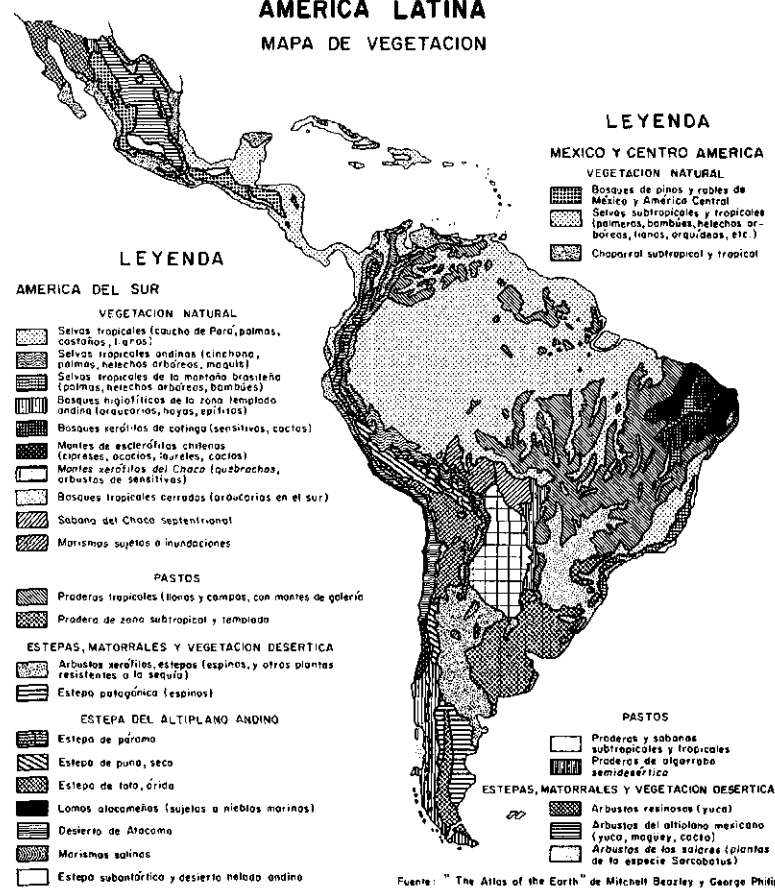 AMERICA LATINA
MAPA DE VEGETACION
LEYENDA
MEXICO Y CENTRO AMERICA
VEGETACION NATURAL
Bosques de pinos y robles de
México y América Central
Selvas subtropicales y tropicales
(palmeras, bambúes, helechos ar-
bóreos, lianas, orquídeas, etc.)
Chaparral subtropical y tropical
LEYENDA
AMERICA DEL SUR
VEGETACION NATURAL
Selvas tropicales (caucho de Pará, palmas,
castaños, lianas)
Selvas tropicales andinas (cinchona,
palmas, helechos arbóreos, maquis)
Selvas tropicales de la montaña brasileña
(palmas, helechos arbóreos, bambúes)
Bosques higiofíticos de la zona templada
andina (araucarias, hayas, epífitas)
Bosques xerófilos de catinga (sensitivas, cactos)
Montes de esclerófilas chilenas
(cipreses, acacias, laureles, cactos)
Montes xerófilos del Chaco (quebrachos,
arbustos de sensitivas)
Bosques tropicales cerrados (araucarias en el sur)
Sabana del Chaco septentrional
Marismas sujetas a inundaciones
PASTOS
Praderas tropicales (llanos y campos, con montes de galería
Pradera de zona subtropical y templada
ESTEPAS, MATORRALES Y VEGETACION DESERTICA
Arbustos xerófilos, estepas (espinos, y otras plantas
resistentes a la sequía)
Estepa patagónica (espinos)
ESTEPA DEL ALTIPLANO ANDINO
Estepa de páramo
Estepa de puna, seca
Estepa de tola, árida
Lomas atacameñas (sujetas a nieblas marinas)
Desierto de Atacama
Marismas salinas
Estepa subantártica y desierto helado andino
PASTOS
Praderas y sabanas
subtropicales y tropicales
Praderas de algarrobo
semidesértica
ESTEPAS, MATORRALES Y VEGETACION DESERTICA
Arbustos resinosos (yuca)
Arbustos del altiplano mexicano
(yuca, maguey, cacto)
Arbustos de los salares (plantas
de la especie Sarcobatus)
Fuente: "The Atlas of the Earth" de Mitchell Beazley y George Philip